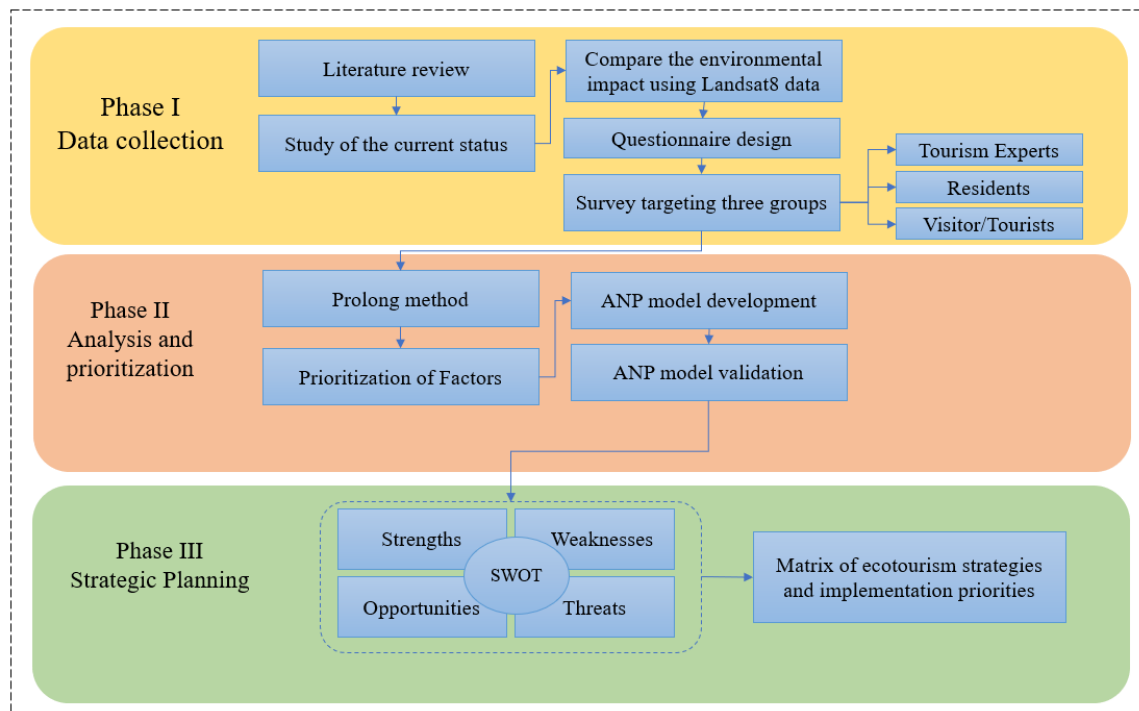 Phase I
Data collection
Literature review
Study of the current status
Compare the environmental
impact using Landsat8 data
Questionnaire design
Survey targeting three groups
Tourism Experts
Residents
Visitor/Tourists
Phase II
Analysis and
prioritization
Prolong method
Prioritization of Factors
ANP model development
ANP model validation
Phase III
Strategic Planning
Strengths
Weaknesses
SWOT
Opportunities
Threats
Matrix of ecotourism strategies
and implementation priorities